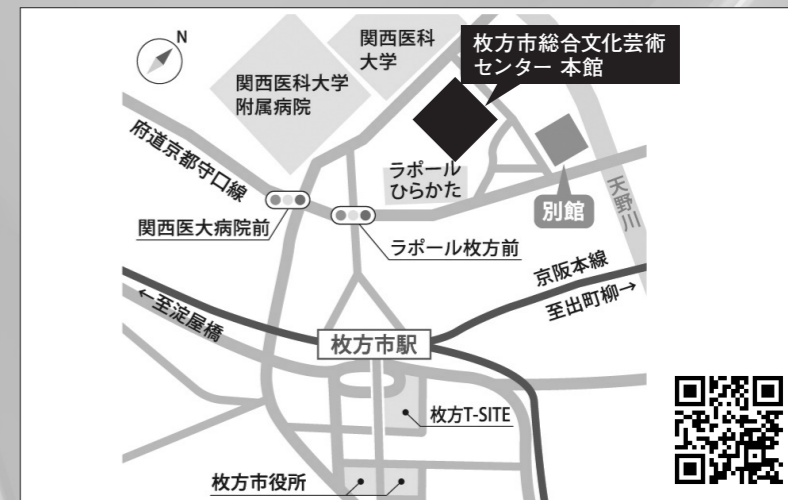 N
関西医科
大学
枚方市総合文化芸術
センター 本館
関西医科大学
附属病院
府道京都守口線
ラポール
ひらかた
別館
天野川
関西医大病院前
ラポール枚方前
京阪本線
至出町柳→
←至淀屋橋
枚方市駅
枚方T-SITE
枚方市役所